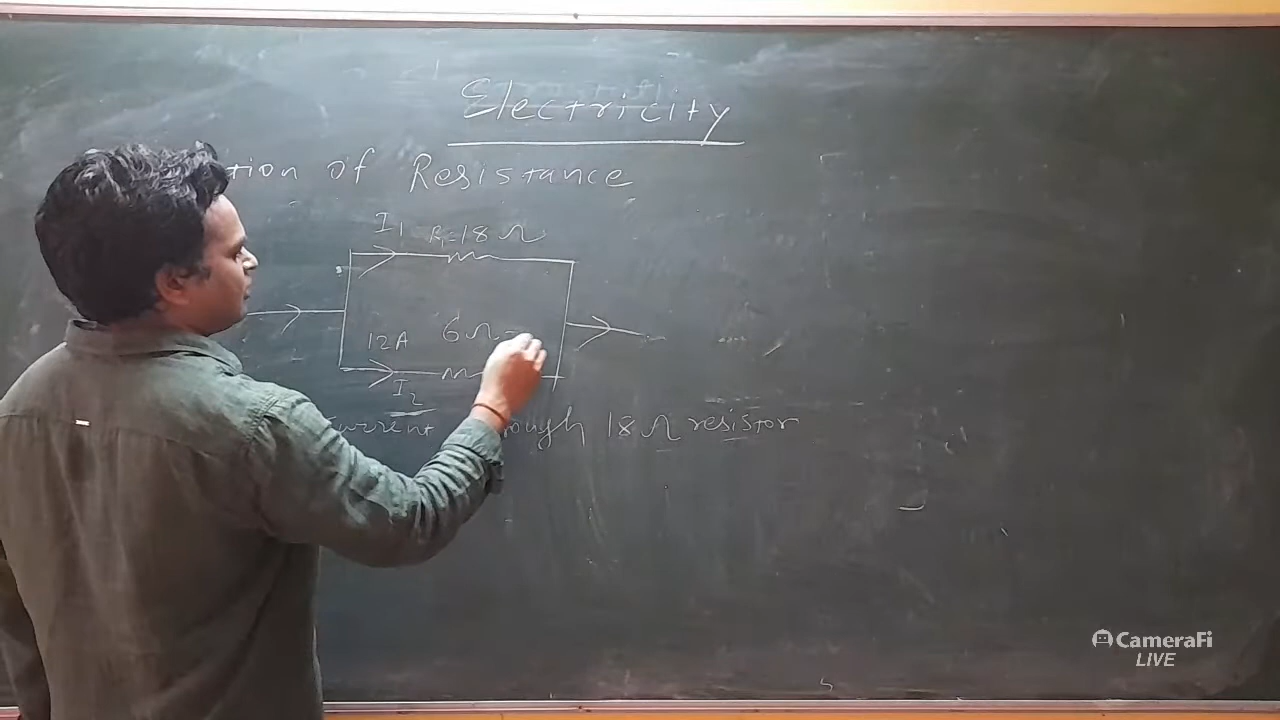 Electricity
tion of Resistance
I1 R1=18 Ω
12A 6Ω
I2
urrent ough 18 Ω resistor
CameraFi
LIVE